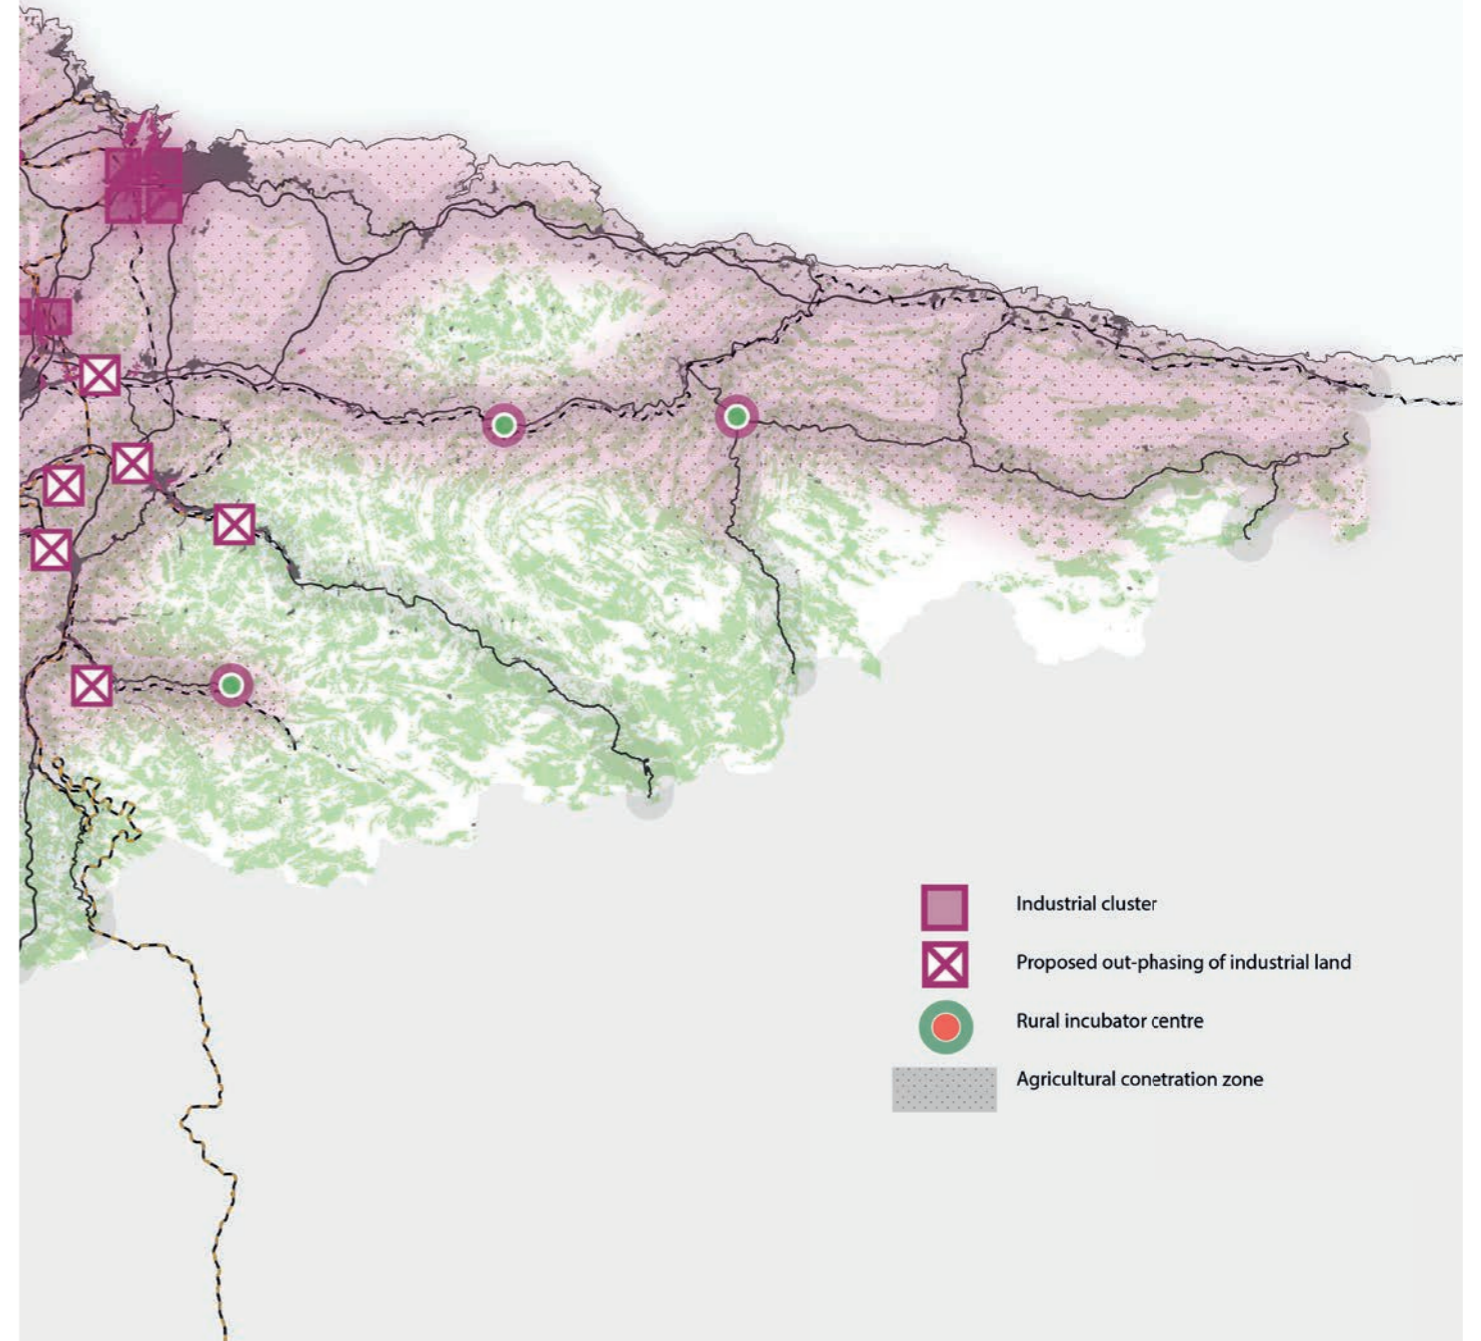 Industrial cluster
Proposed out-phasing of industrial land
Rural incubator centre
Agricultural conetration zone